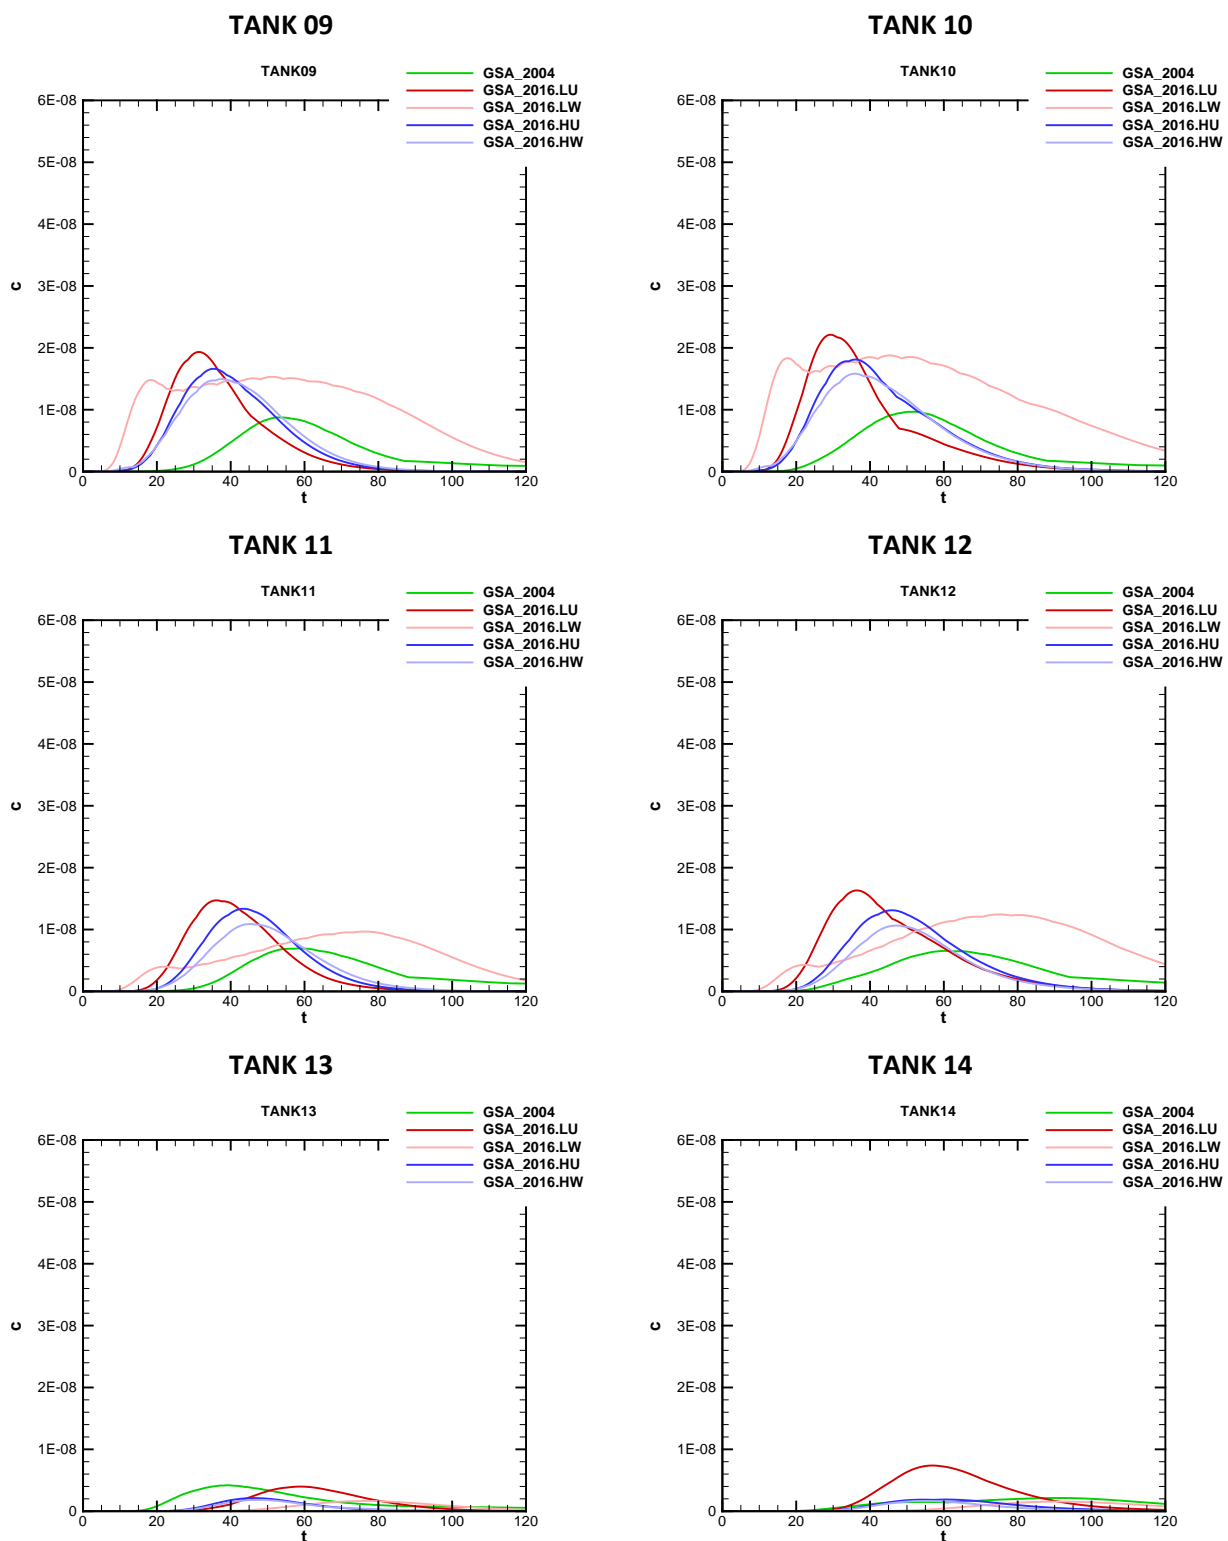 TANK 09
TANK 10
TANK09
GSA_2004
GSA_2016.LU
GSA_2016.LW
GSA_2016.HU
GSA_2016.HW
6E-08
5E-08
4E-08
3E-08
2E-08
1E-08
0
c
0 20 40 60 80 100 120
t
TANK10
GSA_2004
GSA_2016.LU
GSA_2016.LW
GSA_2016.HU
GSA_2016.HW
6E-08
5E-08
4E-08
3E-08
2E-08
1E-08
0
c
0 20 40 60 80 100 120
t
TANK 11
TANK 12
TANK11
GSA_2004
GSA_2016.LU
GSA_2016.LW
GSA_2016.HU
GSA_2016.HW
6E-08
5E-08
4E-08
3E-08
2E-08
1E-08
0
c
0 20 40 60 80 100 120
t
TANK12
GSA_2004
GSA_2016.LU
GSA_2016.LW
GSA_2016.HU
GSA_2016.HW
6E-08
5E-08
4E-08
3E-08
2E-08
1E-08
0
c
0 20 40 60 80 100 120
t
TANK 13
TANK 14
TANK13
GSA_2004
GSA_2016.LU
GSA_2016.LW
GSA_2016.HU
GSA_2016.HW
6E-08
5E-08
4E-08
3E-08
2E-08
1E-08
0
c
0 20 40 60 80 100 120
t
TANK14
GSA_2004
GSA_2016.LU
GSA_2016.LW
GSA_2016.HU
GSA_2016.HW
6E-08
5E-08
4E-08
3E-08
2E-08
1E-08
0
c
0 20 40 60 80 100 120
t